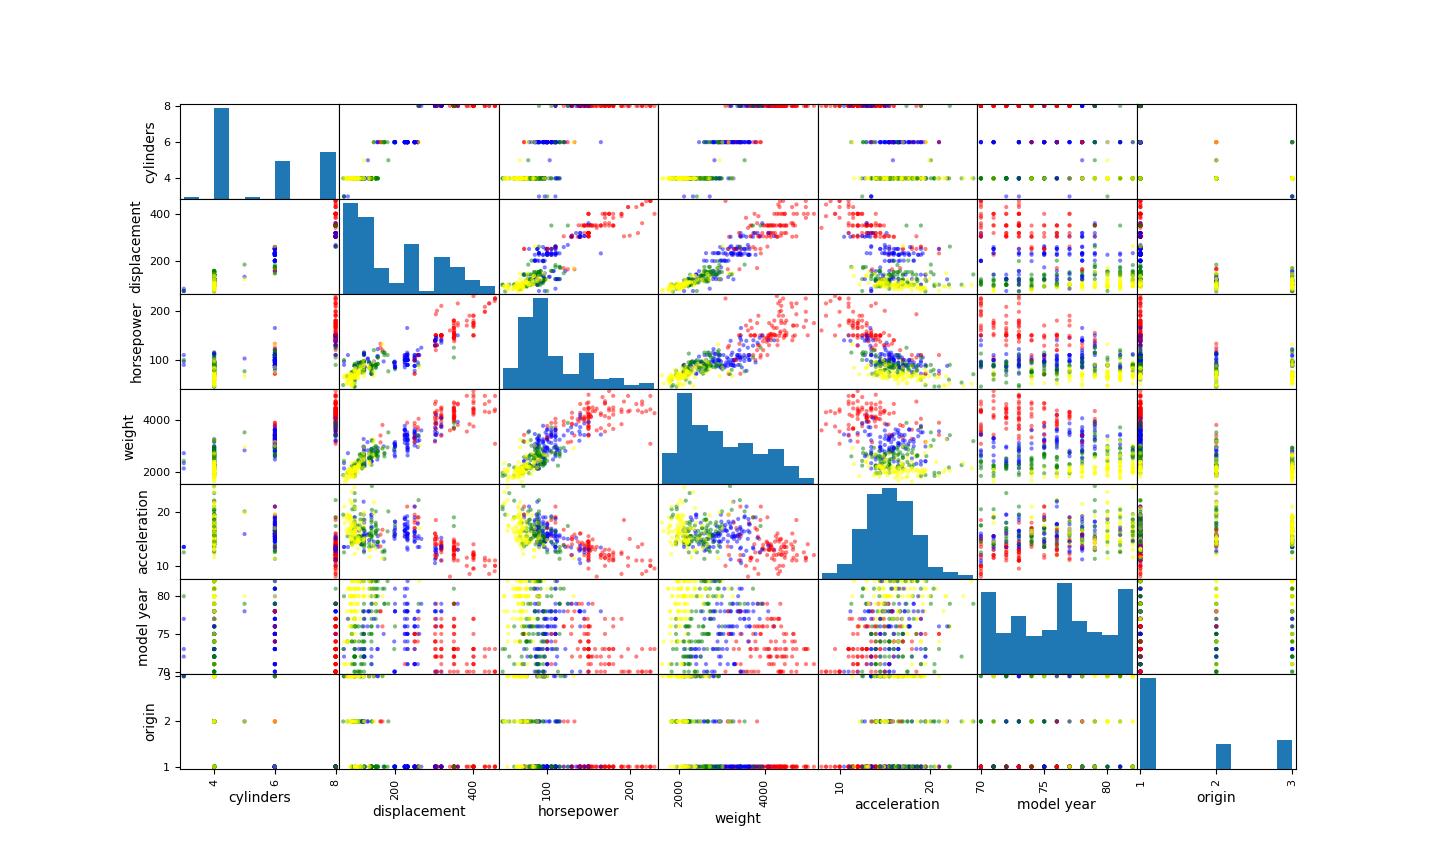 cylinders
8
6
4
displacement
400
200
horsepower
200
100
weight
4000
2000
acceleration
20
10
model year
80
75
70
origin
3
2
1
4 6 8 200 400 100 200 2000 4000 10 20 70 75 80 1 2 3
cylinders displacement horsepower weight acceleration model year origin